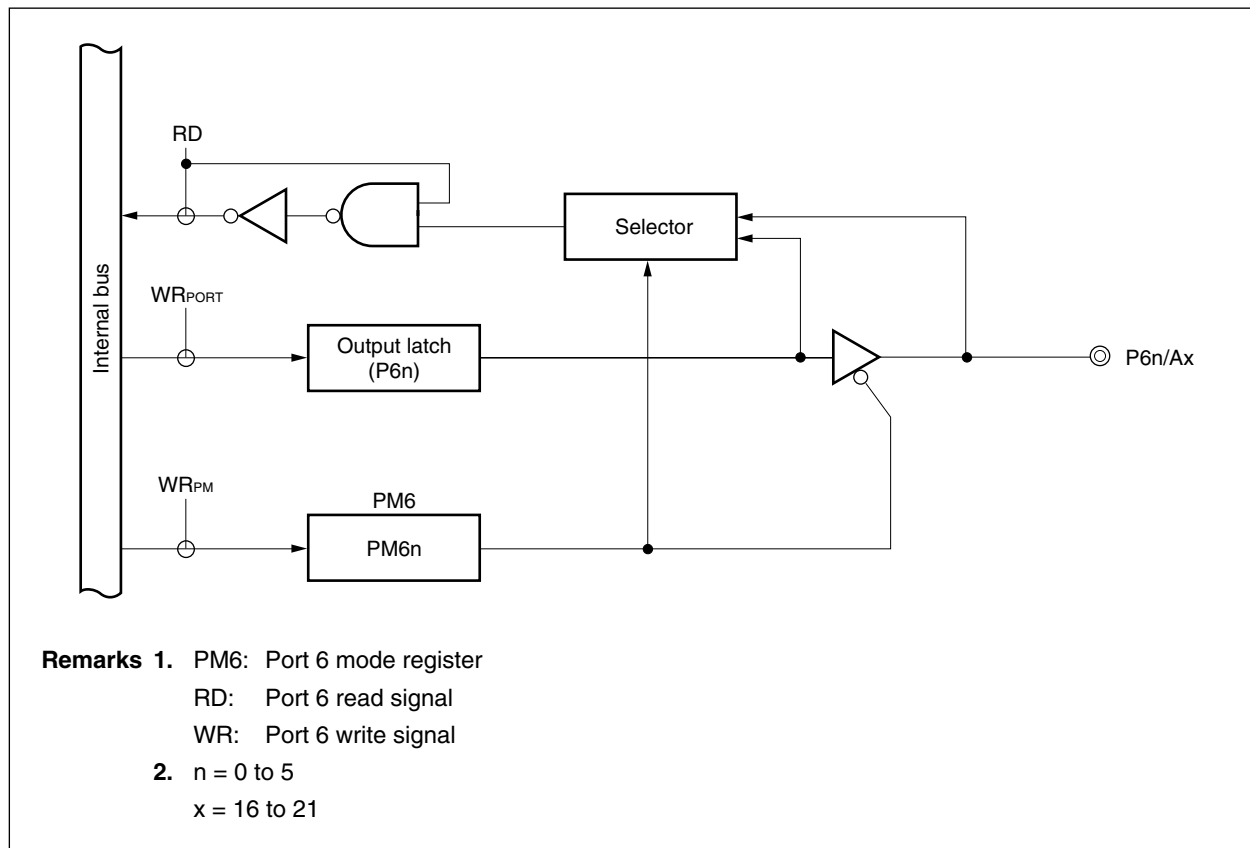 RD
Selector
Internal bus
WRPORT
Output latch
(P6n)
P6n/Ax
WRPM
PM6
PM6n
Remarks 1. PM6: Port 6 mode register
RD: Port 6 read signal
WR: Port 6 write signal
2. n = 0 to 5
x = 16 to 21